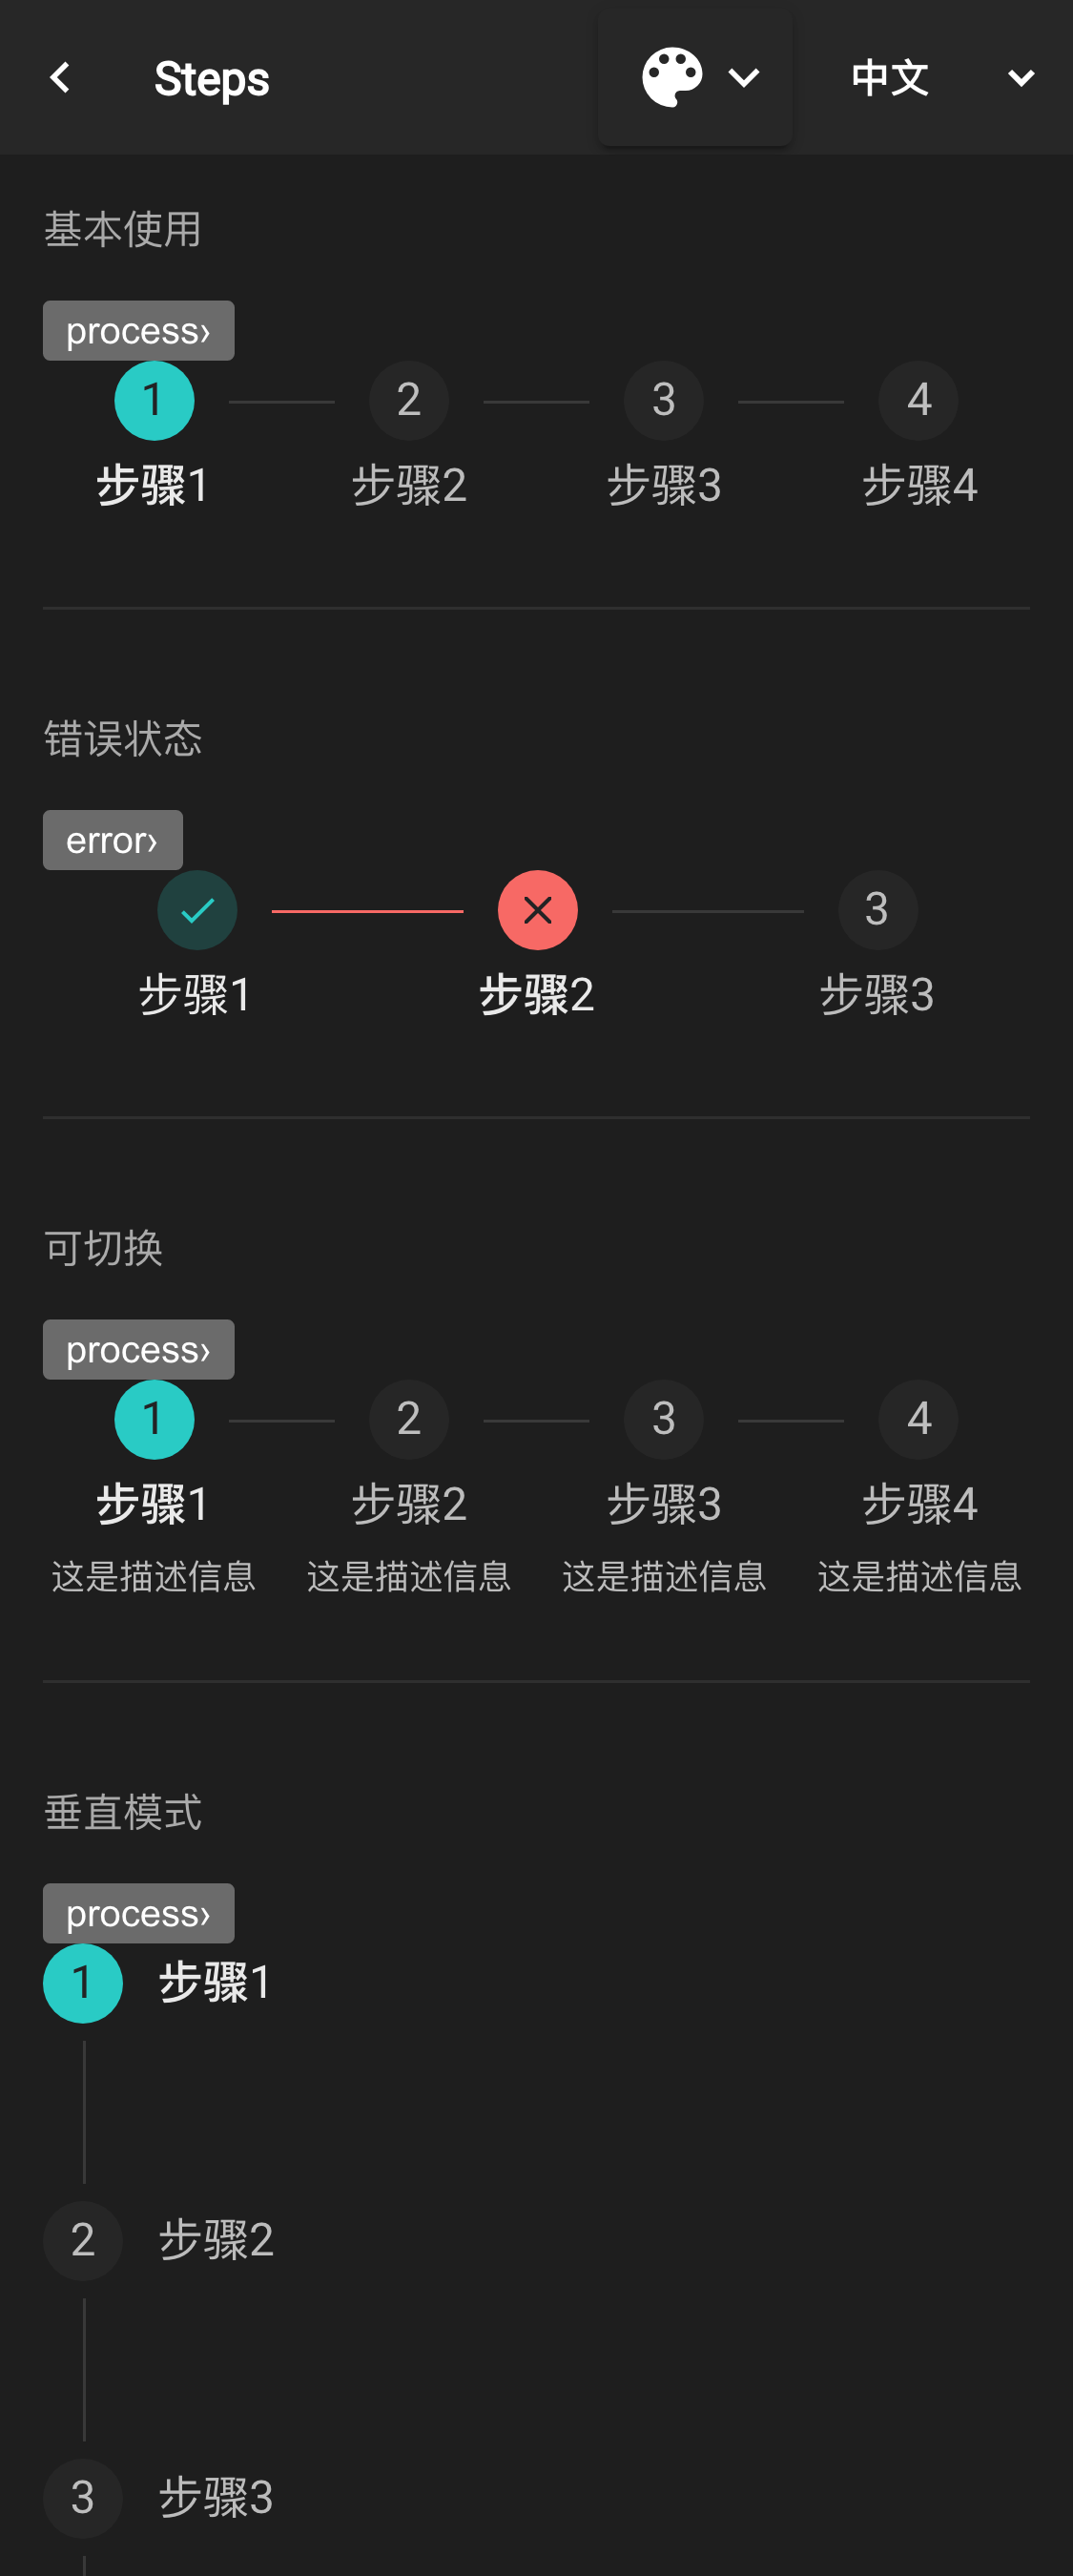 Steps 中文
基本使用
process›
1 2 3 4
步骤1 步骤2 步骤3 步骤4
错误状态
error›
3
步骤1 步骤2 步骤3
可切换
process›
1 2 3 4
步骤1 步骤2 步骤3 步骤4
这是描述信息 这是描述信息 这是描述信息 这是描述信息
垂直模式
process›
1 步骤1
2 步骤2
3 步骤3